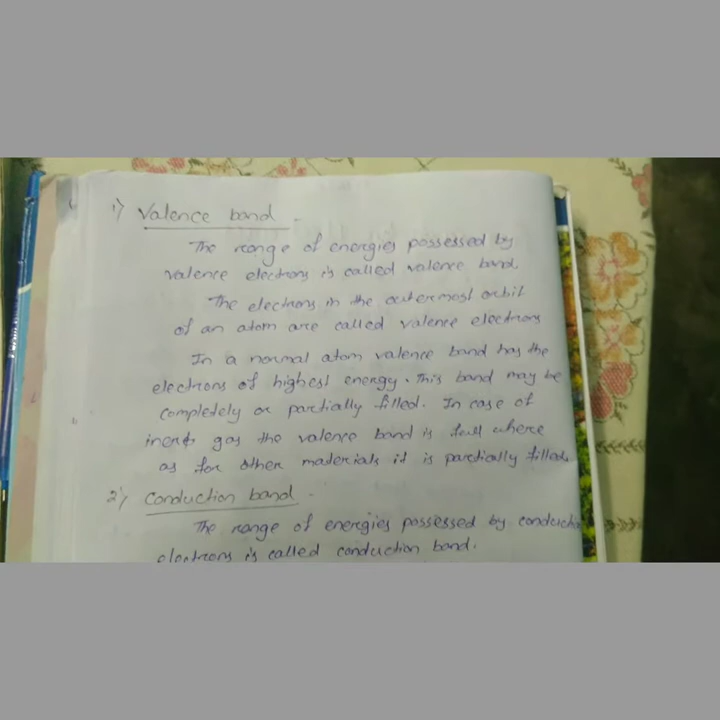 1) Valence band -
The range of energies possessed by
valence electrons is called valence band.
The electrons in the outermost orbit
of an atom are called valence electrons
In a normal atom valence band has the
electrons of highest energy. This band may be
completely or partially filled. In case of
inert gas the valence band is full where
as for other materials it is partially filled.
2) Conduction band -
The range of energies possessed by conductio
electrons is called conduction band.